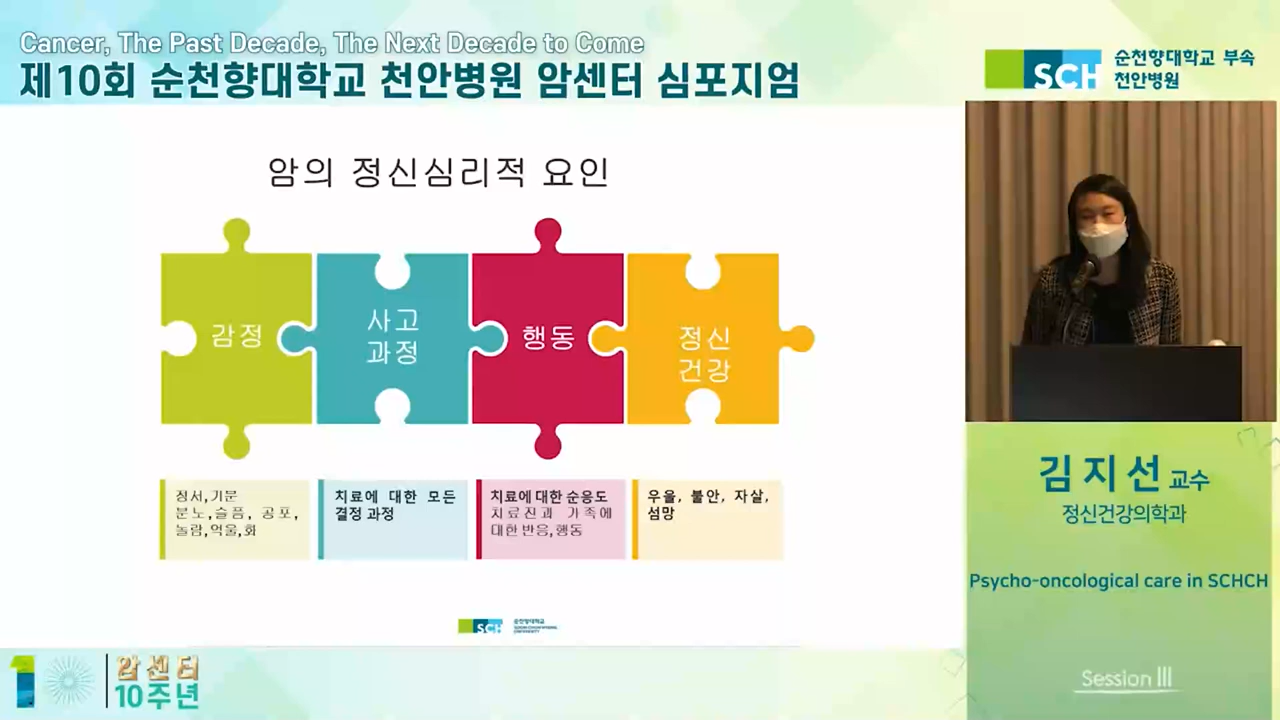 Cancer, The Past Decade, The Next Decade to Come
제10회 순천향대학교 천안병원 암센터 심포지엄
SCH
순천향대학교 부속
천안병원
암의 정신심리적 요인
감정
사고
과정
행동
정신
건강
정서,기분
분노,슬픔, 공포,
놀람,억울,화
치료에 대한 모든
결정 과정
치료에 대한 순응도
치료진과 가족에
대한 반응,행동
우울, 불안, 자살,
섬망
SCH
순천향대학교
김지선 교수
정신건강의학과
Psycho-oncological care in SCHCH
Session III
10
암센터
10주년